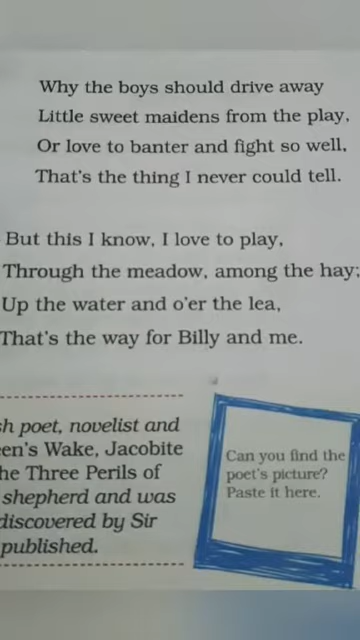 Why the boys should drive away
Little sweet maidens from the play,
Or love to banter and fight so well,
That's the thing I never could tell.
But this I know, I love to play,
Through the meadow, among the hay;
Up the water and o'er the lea,
That's the way for Billy and me.
sh poet, novelist and
en's Wake, Jacobite
he Three Perils of
shepherd and was
discovered by Sir
published.
Can you find the
poet's picture?
Paste it here.